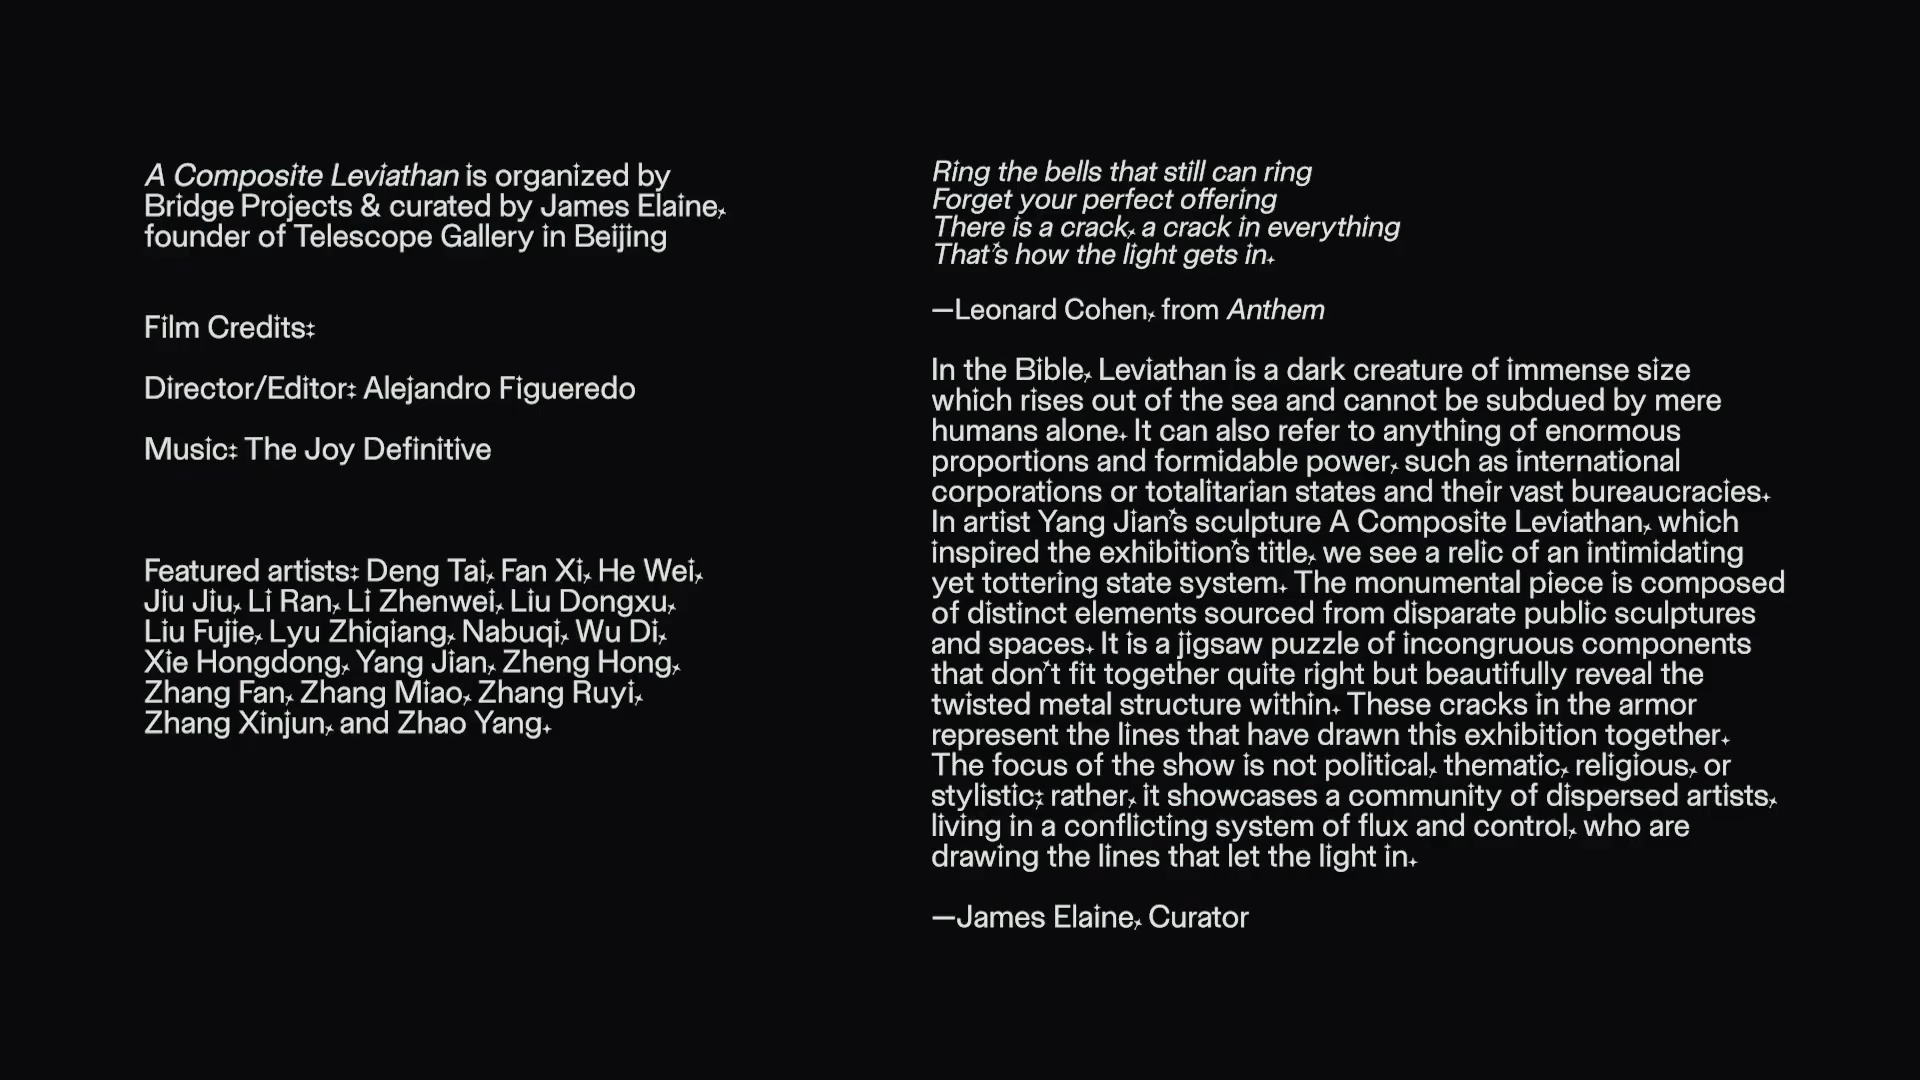 A Composite Leviathan is organized by
Bridge Projects & curated by James Elaine,
founder of Telescope Gallery in Beijing
Film Credits:
Director/Editor: Alejandro Figueredo
Music: The Joy Definitive
Featured artists: Deng Tai, Fan Xi, He Wei,
Jiu Jiu, Li Ran, Li Zhenwei, Liu Dongxu,
Liu Fujie, Lyu Zhiqiang, Nabuqi, Wu Di,
Xie Hongdong, Yang Jian, Zheng Hong,
Zhang Fan, Zhang Miao, Zhang Ruyi,
Zhang Xinjun, and Zhao Yang.
Ring the bells that still can ring
Forget your perfect offering
There is a crack, a crack in everything
That's how the light gets in.
—Leonard Cohen, from Anthem
In the Bible, Leviathan is a dark creature of immense size
which rises out of the sea and cannot be subdued by mere
humans alone. It can also refer to anything of enormous
proportions and formidable power, such as international
corporations or totalitarian states and their vast bureaucracies.
In artist Yang Jian's sculpture A Composite Leviathan, which
inspired the exhibition's title, we see a relic of an intimidating
yet tottering state system. The monumental piece is composed
of distinct elements sourced from disparate public sculptures
and spaces. It is a jigsaw puzzle of incongruous components
that don't fit together quite right but beautifully reveal the
twisted metal structure within. These cracks in the armor
represent the lines that have drawn this exhibition together.
The focus of the show is not political, thematic, religious, or
stylistic; rather, it showcases a community of dispersed artists,
living in a conflicting system of flux and control, who are
drawing the lines that let the light in.
—James Elaine, Curator